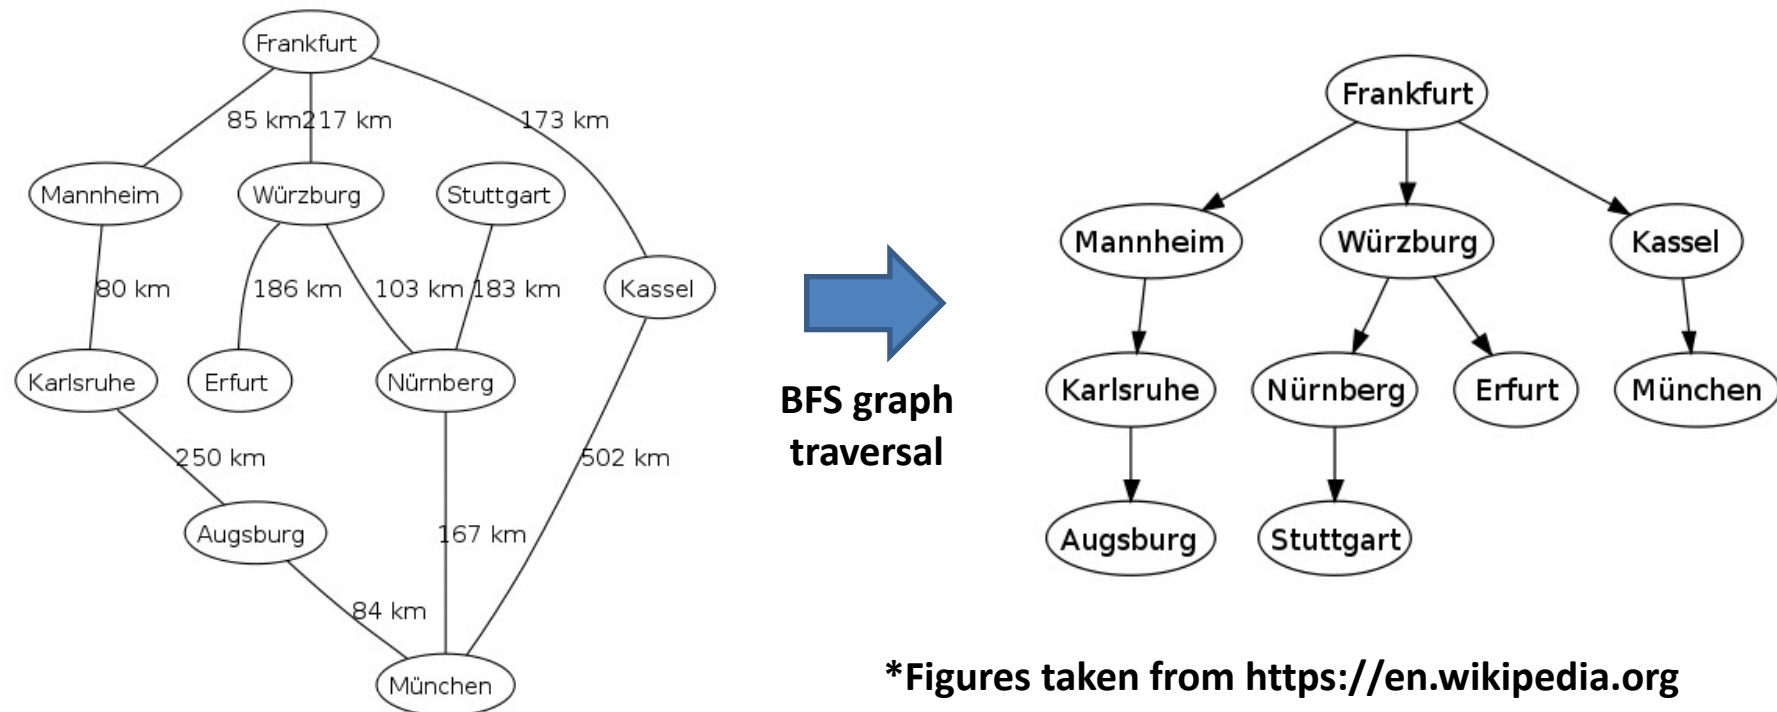 Frankfurt
85 km
217 km
173 km
Mannheim
Würzburg
Stuttgart
80 km
186 km
103 km
183 km
Kassel
Karlsruhe
Erfurt
Nürnberg
250 km
502 km
Augsburg
167 km
84 km
München
BFS graph
traversal
Frankfurt
Mannheim
Würzburg
Kassel
Karlsruhe
Nürnberg
Erfurt
München
Augsburg
Stuttgart
*Figures taken from https://en.wikipedia.org